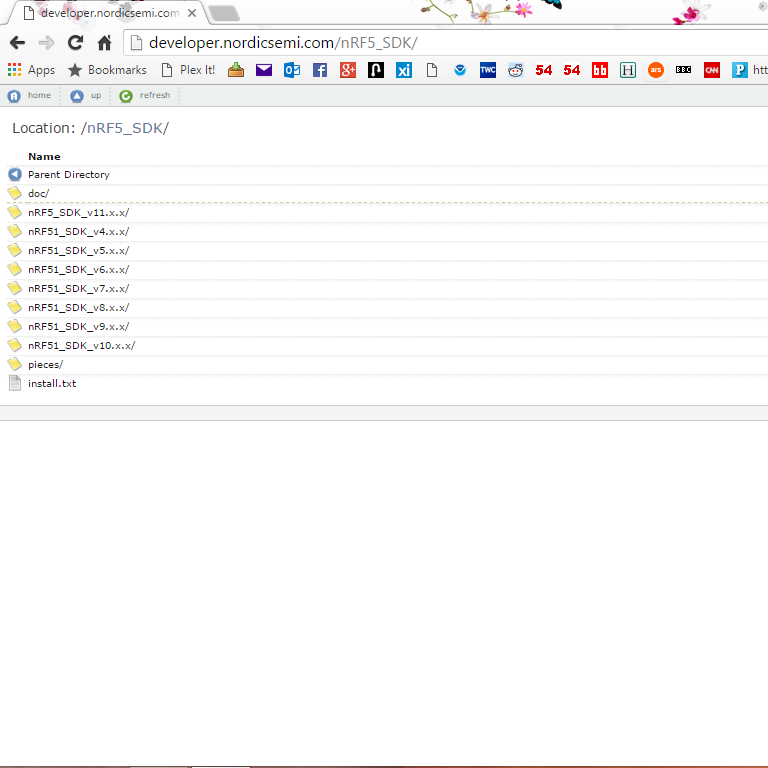 developer.nordicsemi.com
developer.nordicsemi.com/nRF5_SDK/
Apps Bookmarks Plex It! g+ xi TWC 54 54 bb H ars BBC CNN P htt
home up refresh
Location: /nRF5_SDK/
Name
Parent Directory
doc/
nRF5_SDK_v11.x.x/
nRF51_SDK_v4.x.x/
nRF51_SDK_v5.x.x/
nRF51_SDK_v6.x.x/
nRF51_SDK_v7.x.x/
nRF51_SDK_v8.x.x/
nRF51_SDK_v9.x.x/
nRF51_SDK_v10.x.x/
pieces/
install.txt